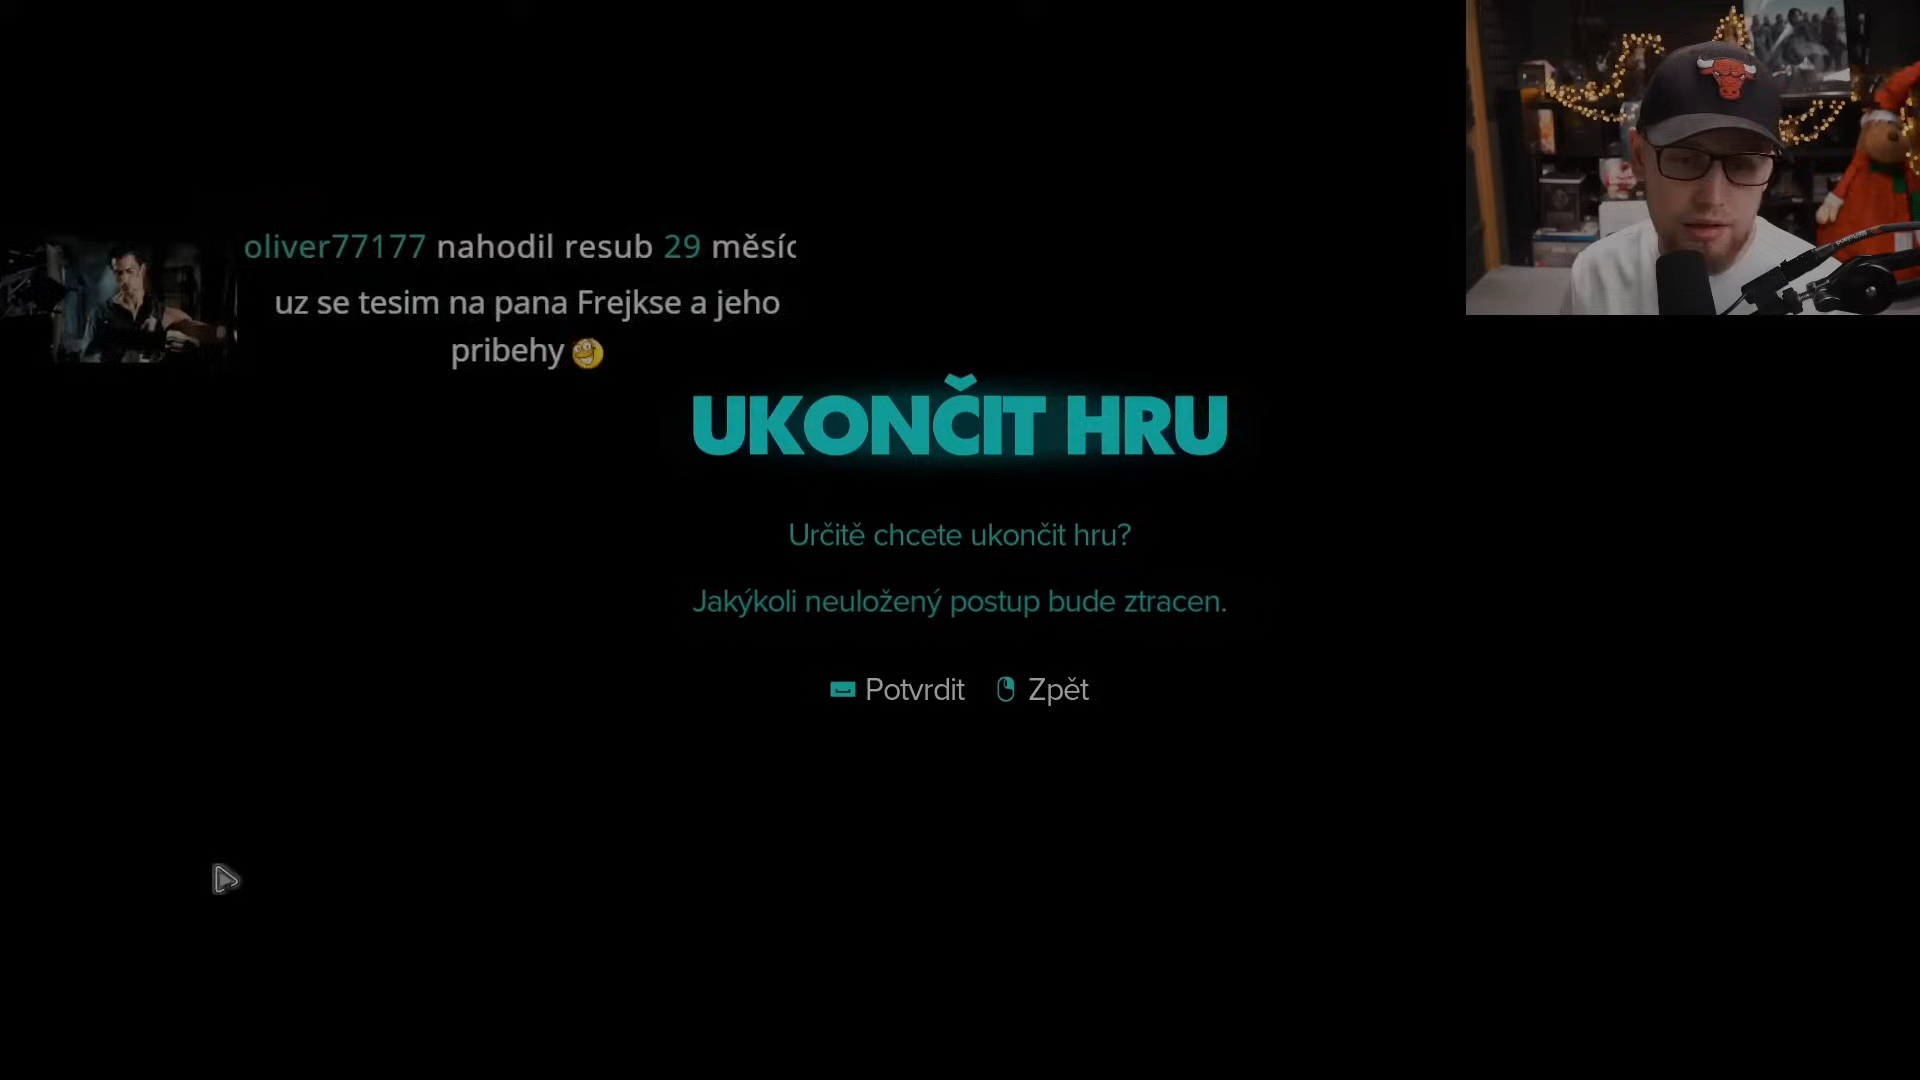 oliver77177 nahodil resub 29 měsíc
uz se tesim na pana Frejkse a jeho
pribehy
UKONČIT HRU
Určitě chcete ukončit hru?
Jakýkoli neuložený postup bude ztracen.
Potvrdit Zpět